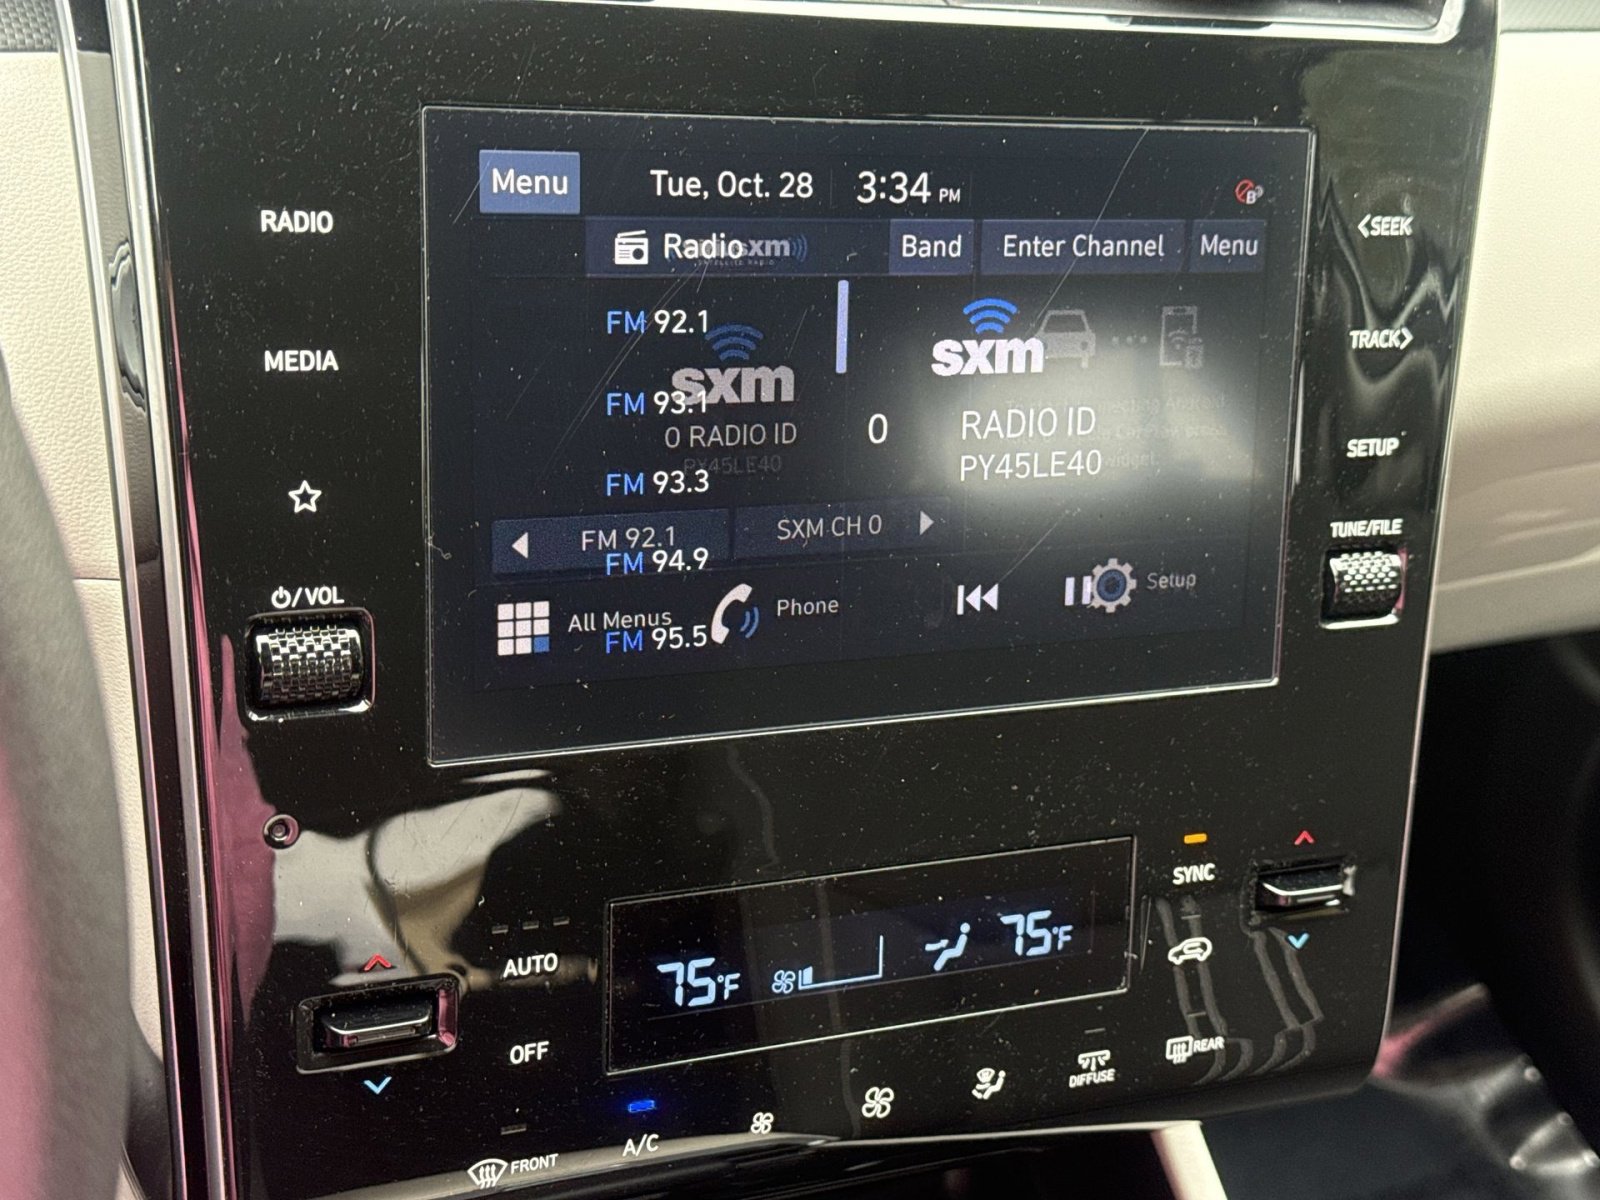 Menu
Tue, Oct. 28
3:34 PM
Radio
sxm
Band
Enter Channel
Menu
FM 92.1
sxm
sxm
FM 93.1
0 RADIO ID
PY45LE40
0
RADIO ID
PY45LE40
FM 93.3
FM 92.1
SXM CH 0
FM 94.9
All Menus
Phone
Setup
FM 95.5
RADIO
MEDIA
/VOL
<SEEK
TRACK>
SETUP
TUNE/FILE
SYNC
AUTO
75°F
75°F
OFF
A/C
FRONT
DIFFUSE
REAR